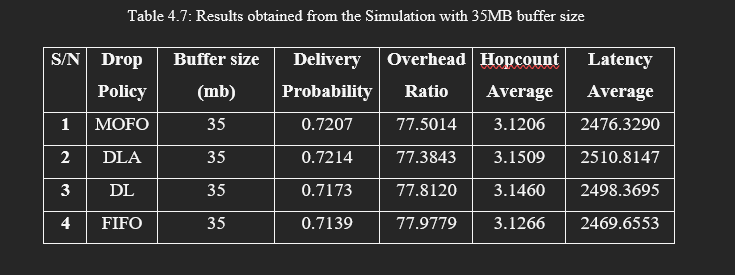 Table 4.7: Results obtained from the Simulation with 35MB buffer size
S/N Drop Policy Buffer size (mb) Delivery Probability Overhead Ratio Hopcount Average Latency Average
1 MOFO 35 0.7207 77.5014 3.1206 2476.3290
2 DLA 35 0.7214 77.3843 3.1509 2510.8147
3 DL 35 0.7173 77.8120 3.1460 2498.3695
4 FIFO 35 0.7139 77.9779 3.1266 2469.6553